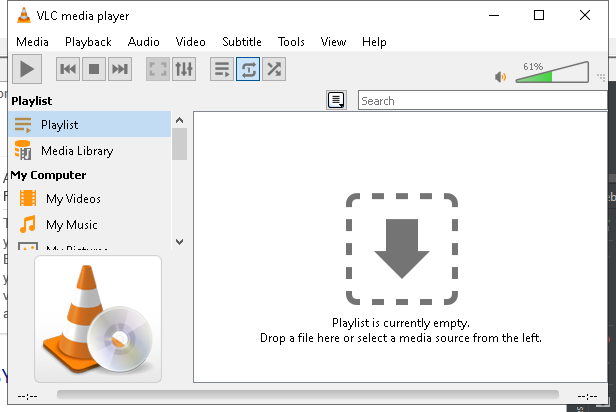 VLC media player
Media Playback Audio Video Subtitle Tools View Help
61%
Playlist
Search
Playlist
Media Library
My Computer
My Videos
My Music
My Pictures
Playlist is currently empty.
Drop a file here or select a media source from the left.
--:-- --:--